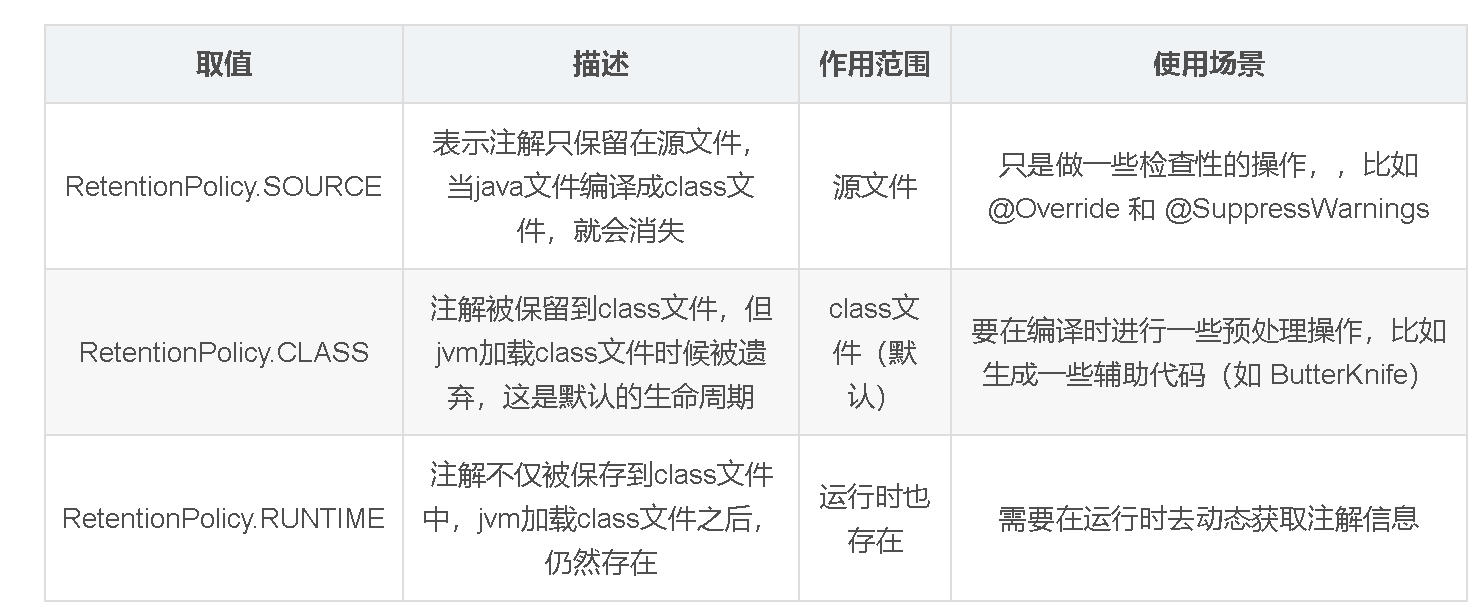 取值
描述
作用范围
使用场景
RetentionPolicy.SOURCE
表示注解只保留在源文件，
当java文件编译成class文
件，就会消失
源文件
只是做一些检查性的操作，，比如
@Override 和 @SuppressWarnings
RetentionPolicy.CLASS
注解被保留到class文件，但
jvm加载class文件时候被遗
弃，这是默认的生命周期
class文
件（默
认）
要在编译时进行一些预处理操作，比如
生成一些辅助代码（如 ButterKnife）
RetentionPolicy.RUNTIME
注解不仅被保存到class文件
中，jvm加载class文件之后，
仍然存在
运行时也
存在
需要在运行时去动态获取注解信息